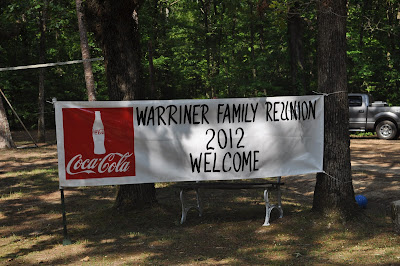 WARRINER FAMILY REUNION
2012
WELCOME
Coca-Cola